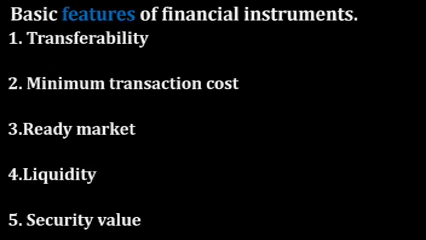 Basic features of financial instruments.
1. Transferability
2. Minimum transaction cost
3.Ready market
4.Liquidity
5. Security value